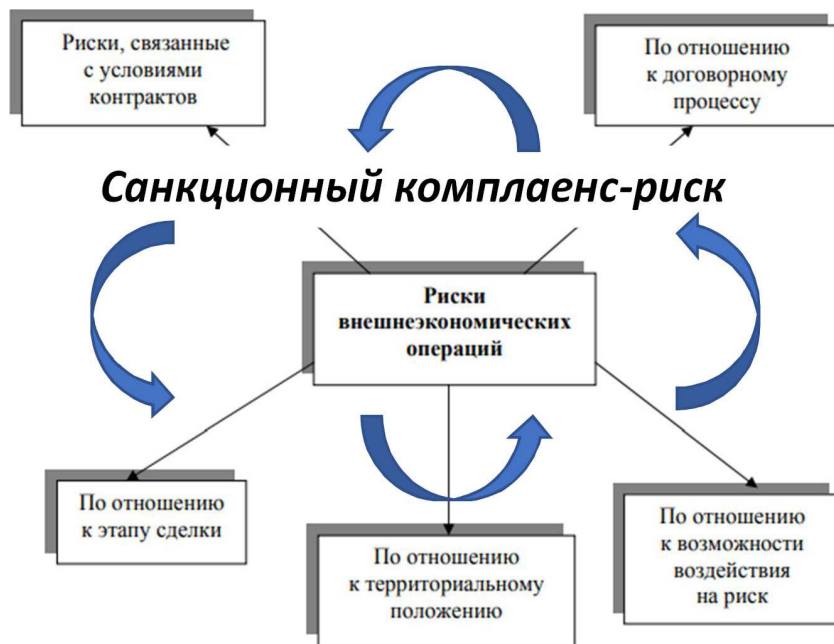 Риски, связанные
с условиями
контрактов
По отношению
к договорному
процессу
Санкционный комплаенс-риск
Риски
внешнеэкономических
операций
По отношению
к этапу сделки
По отношению
к территориальному
положению
По отношению
к возможности
воздействия
на риск